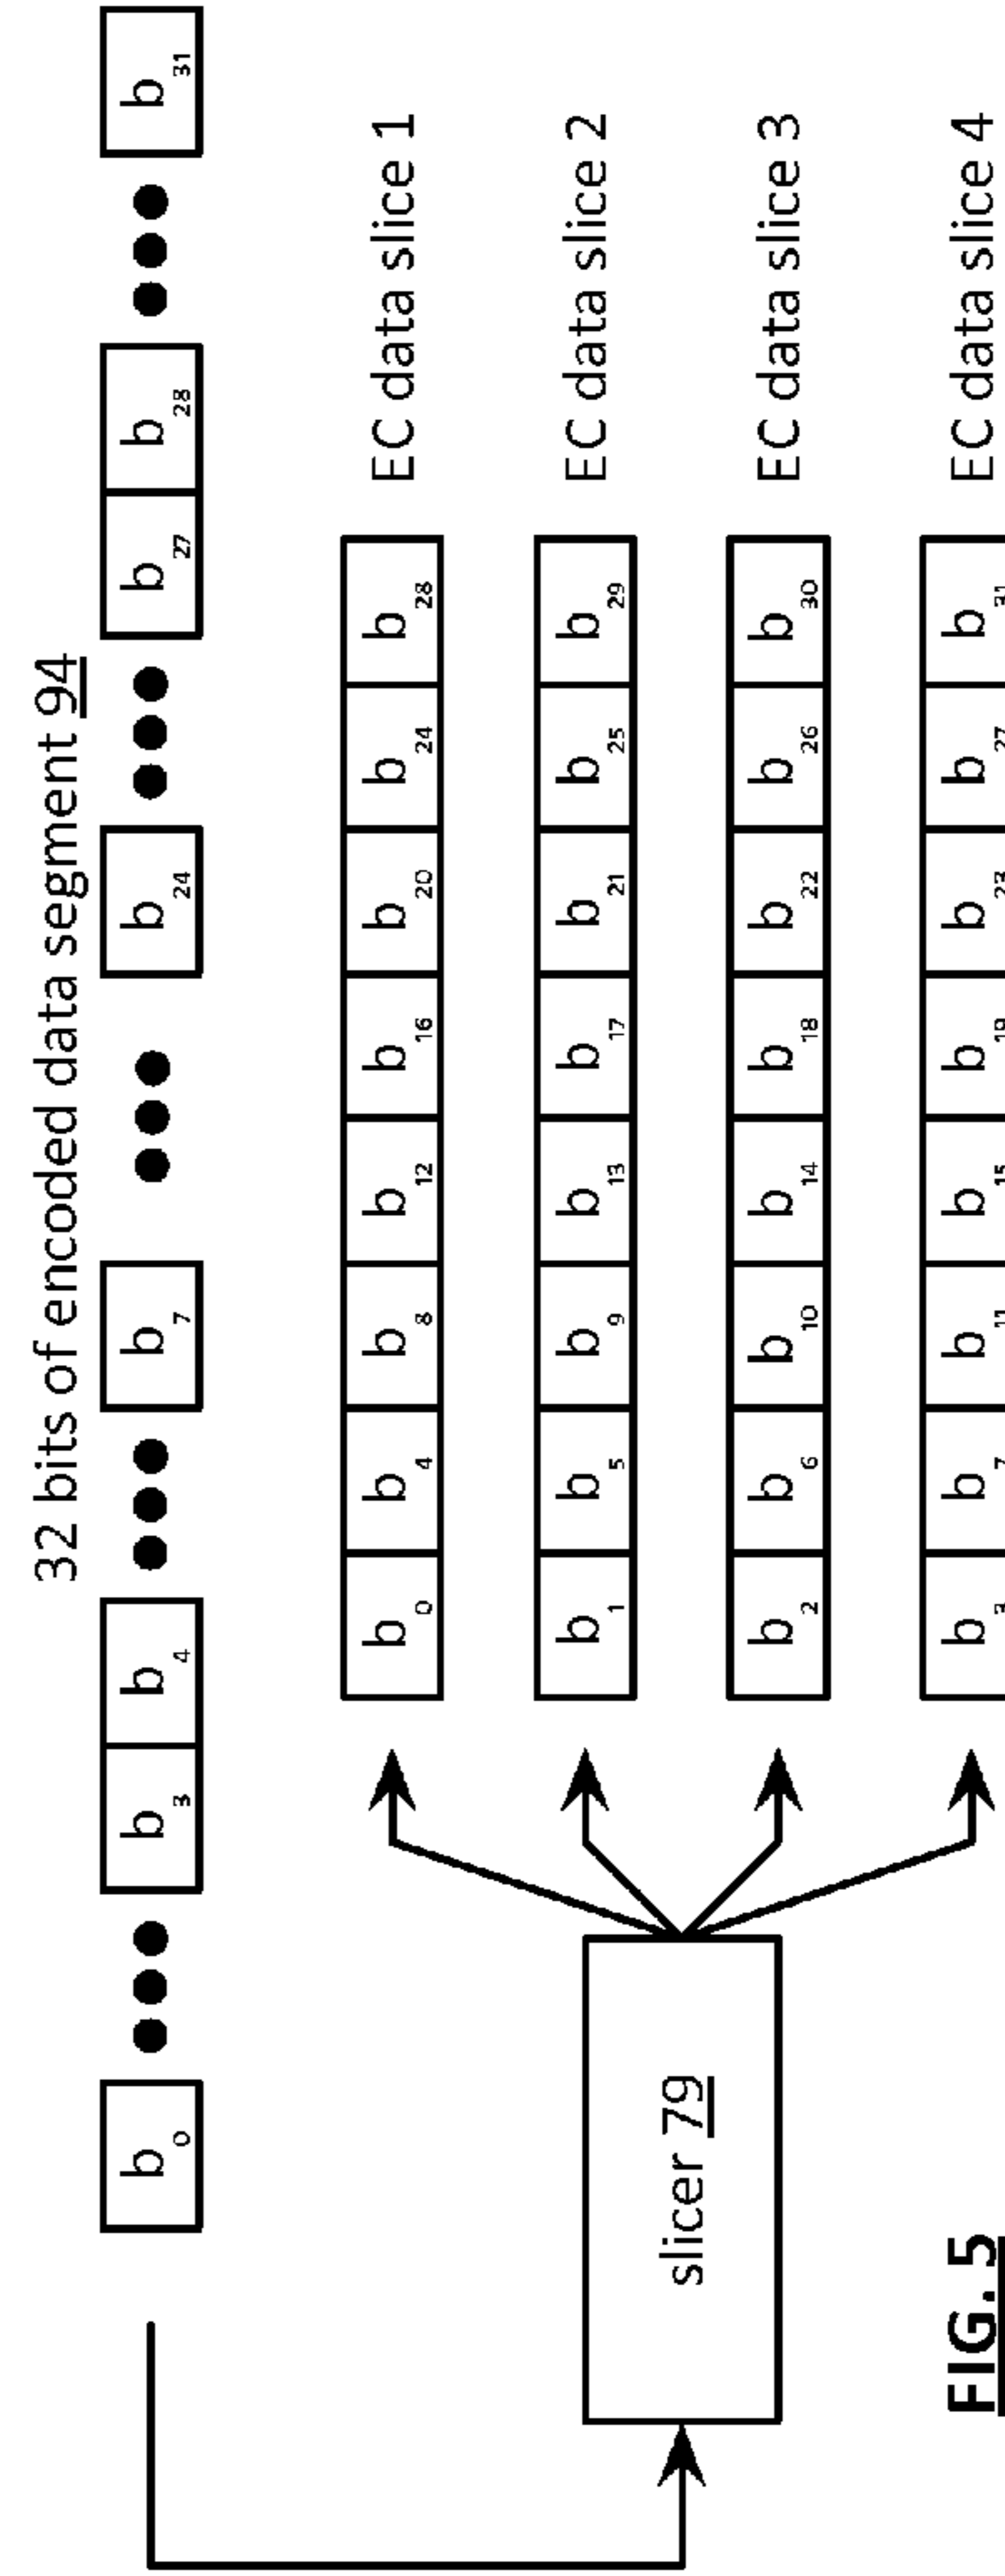 32 bits of encoded data segment 94
b0 ●●● b3 b4 ●●● b7 ●●● b24 ●●● b27 b28 ●●● b31
b0 b4 b8 b12 b16 b20 b24 b28 EC data slice 1
b1 b5 b9 b13 b17 b21 b25 b29 EC data slice 2
slicer 79
b2 b6 b10 b14 b18 b22 b26 b30 EC data slice 3
b3 b7 b11 b15 b19 b23 b27 b31 EC data slice 4
FIG. 5